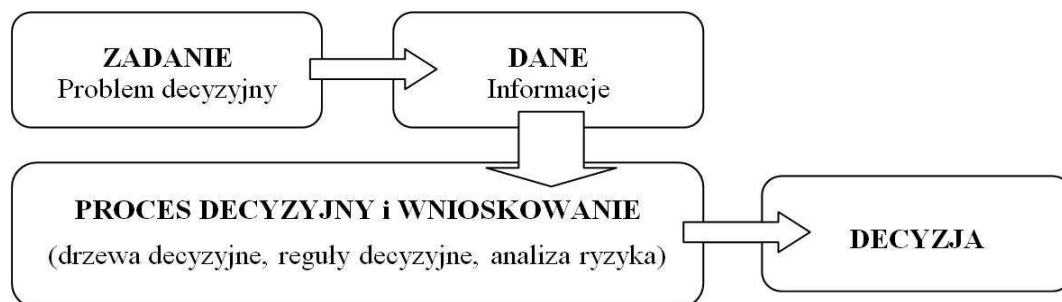 ZADANIE
Problem decyzyjny
DANE
Informacje
PROCES DECYZYJNY i WNIOSKOWANIE
(drzewa decyzyjne, reguły decyzyjne, analiza ryzyka)
DECYZJA